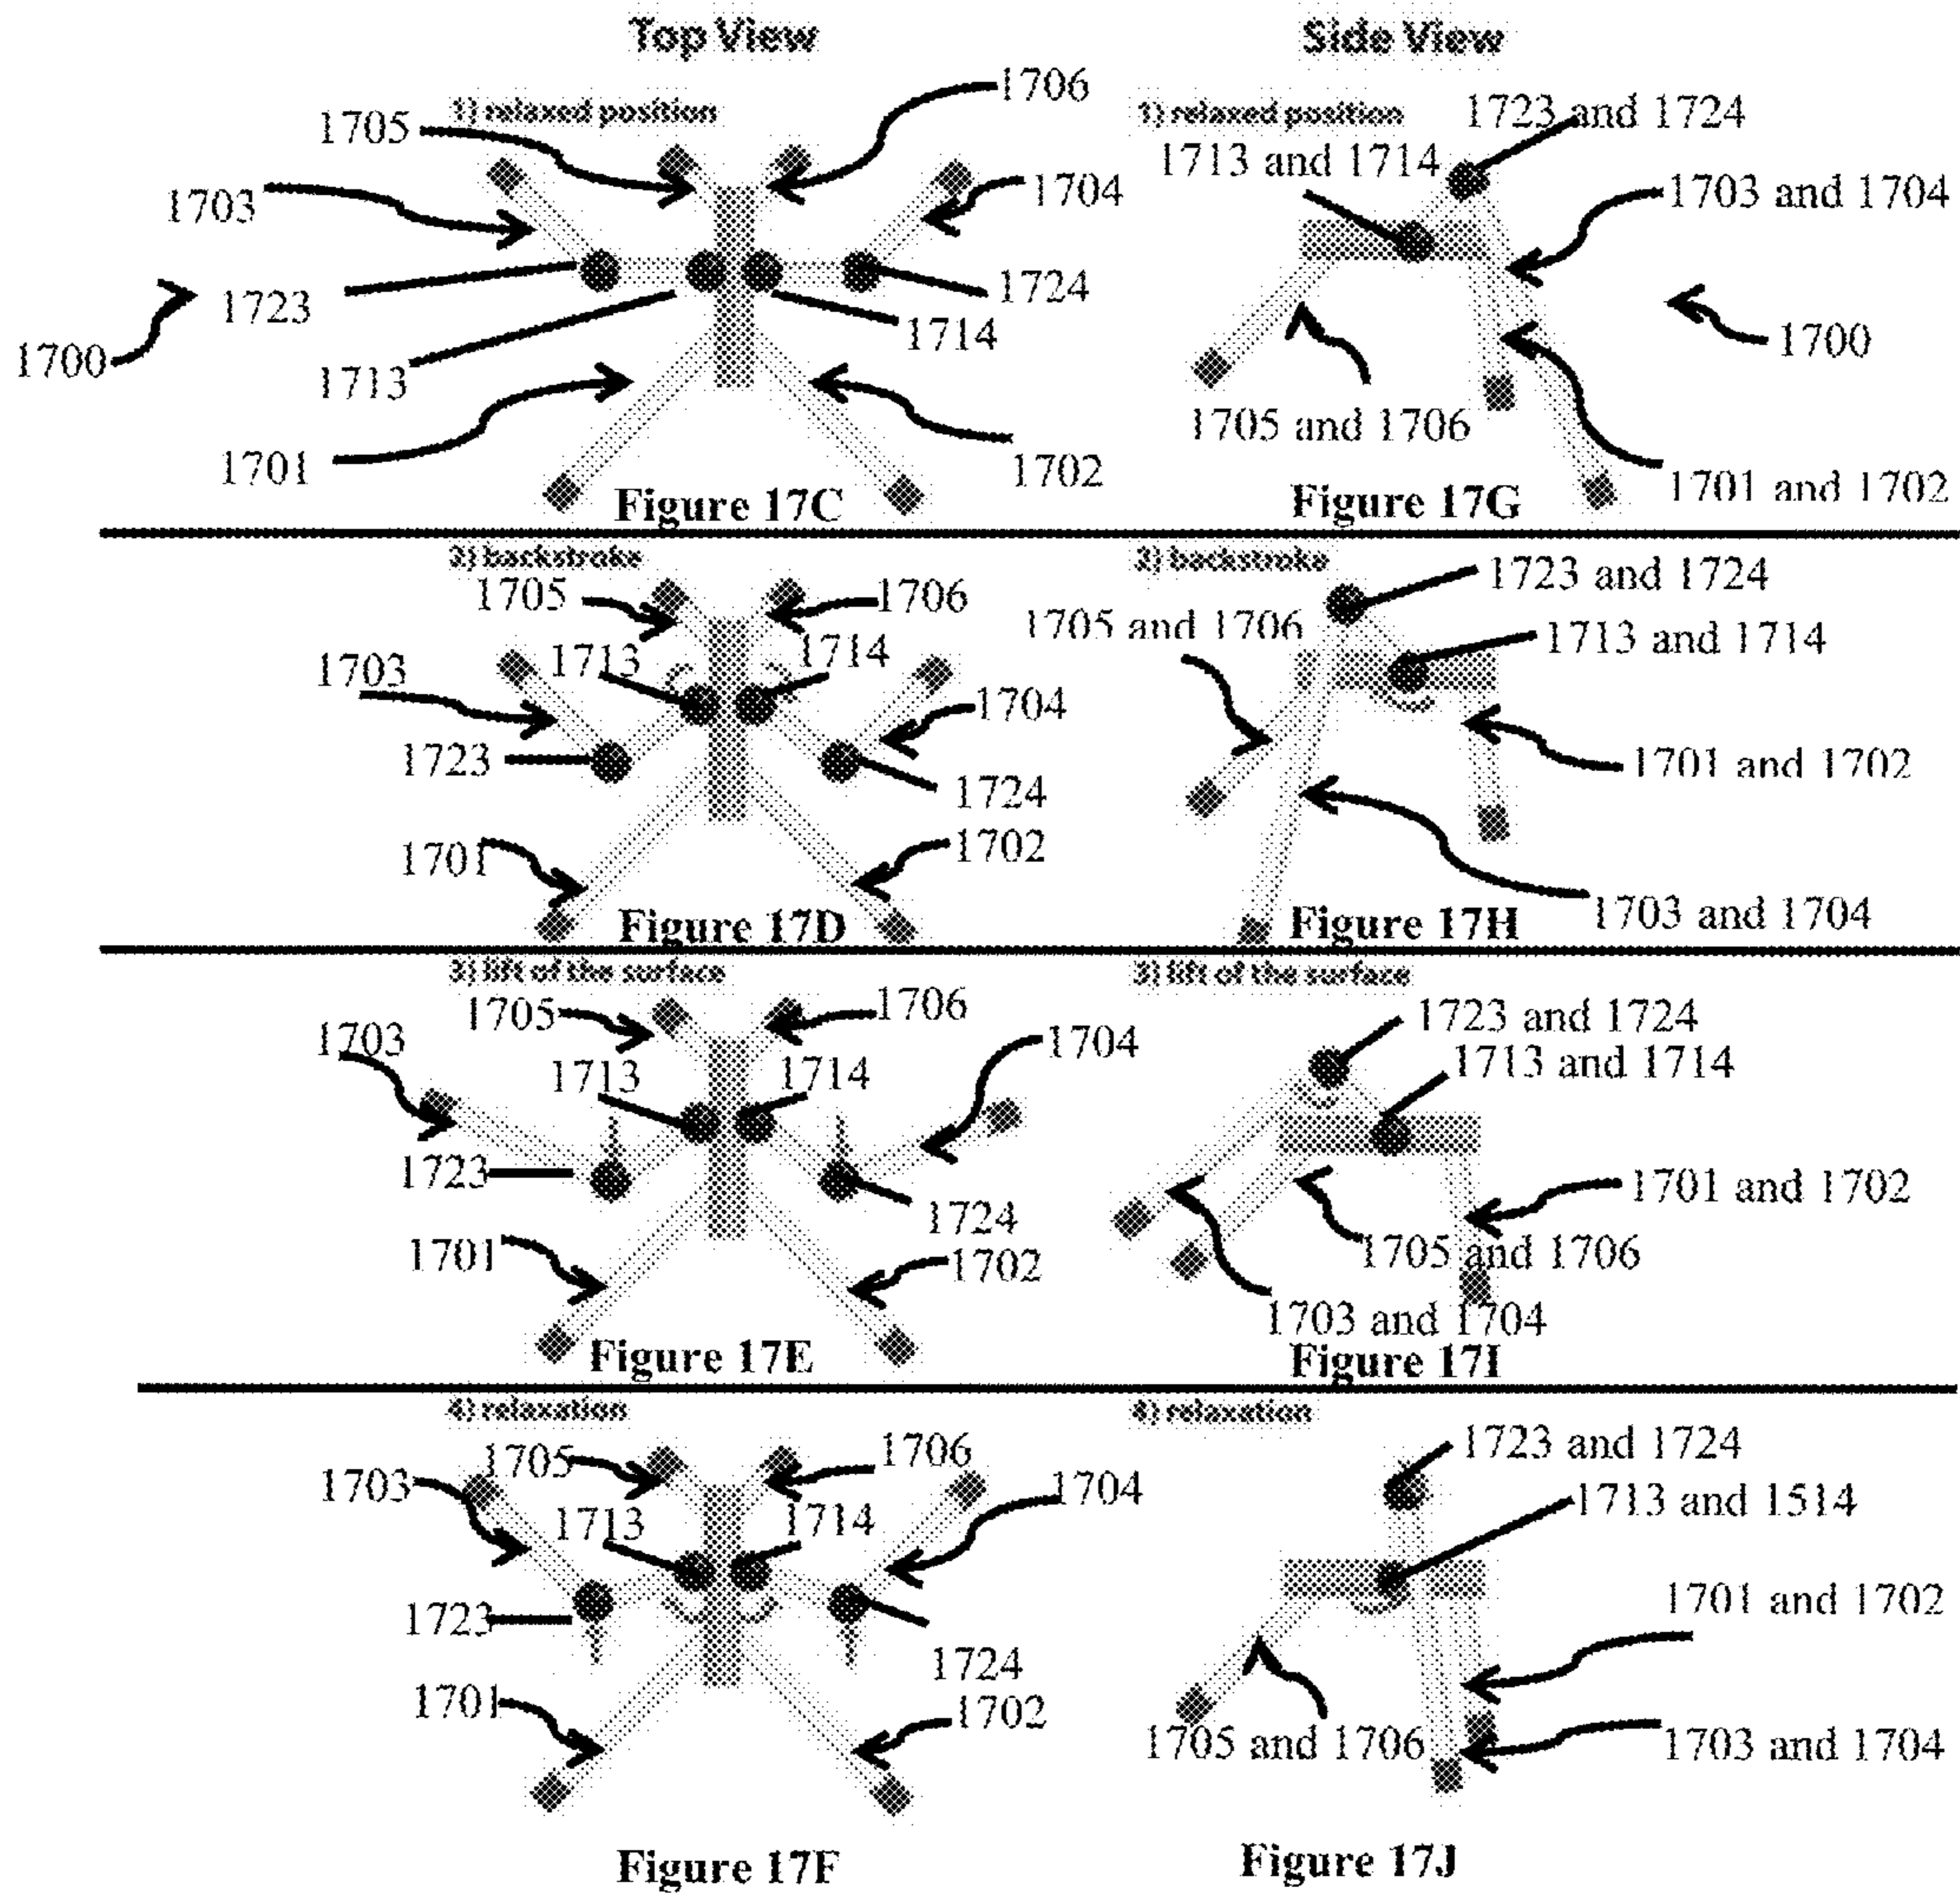 Top View
Side View
1) relaxed position
1706
1705
1703
1704
1723
1724
1714
1700
1713
1701
1702
Figure 17C
1) relaxed position
1723 and 1724
1713 and 1714
1703 and 1704
1700
1705 and 1706
1701 and 1702
Figure 17G
2) backstroke
1705
1706
1713
1714
1703
1704
1723
1724
1701
1702
Figure 17D
2) backstroke
1723 and 1724
1705 and 1706
1713 and 1714
1701 and 1702
1703 and 1704
Figure 17H
3) lift of the surface
1705
1706
1703
1704
1713
1714
1723
1724
1701
1702
Figure 17E
3) lift of the surface
1723 and 1724
1713 and 1714
1701 and 1702
1705 and 1706
1703 and 1704
Figure 17I
4) relaxation
1705
1706
1703
1704
1713
1714
1723
1724
1701
1702
Figure 17F
4) relaxation
1723 and 1724
1713 and 1514
1701 and 1702
1705 and 1706
1703 and 1704
Figure 17J